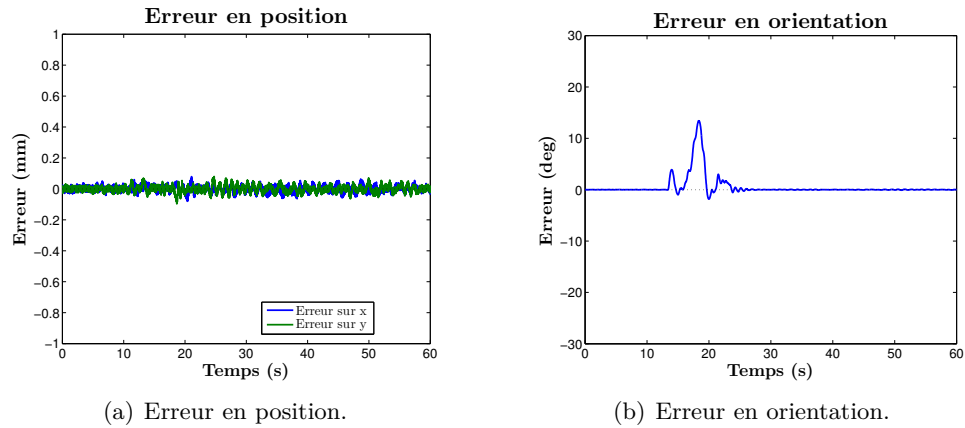 Erreur en position
1
0.8
0.6
0.4
0.2
0
−0.2
−0.4
−0.6
−0.8
−1
Erreur (mm)
0 10 20 30 40 50 60
Temps (s)
Erreur sur x
Erreur sur y
(a) Erreur en position.
Erreur en orientation
30
20
10
0
−10
−20
−30
Erreur (deg)
0 10 20 30 40 50 60
Temps (s)
(b) Erreur en orientation.